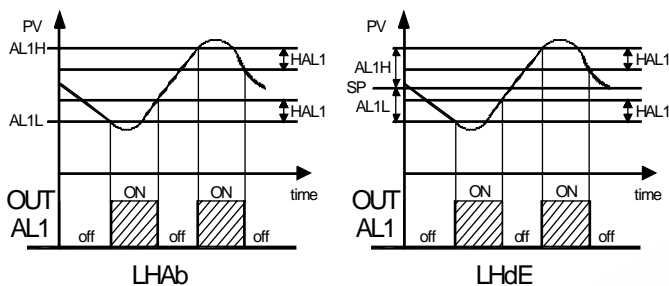 PV
AL1H
HAL1
HAL1
AL1L
time
OUT
AL1
off
ON
off
ON
off
LHAb
PV
AL1H
HAL1
SP
AL1L
HAL1
time
OUT
AL1
off
ON
off
ON
off
LHdE